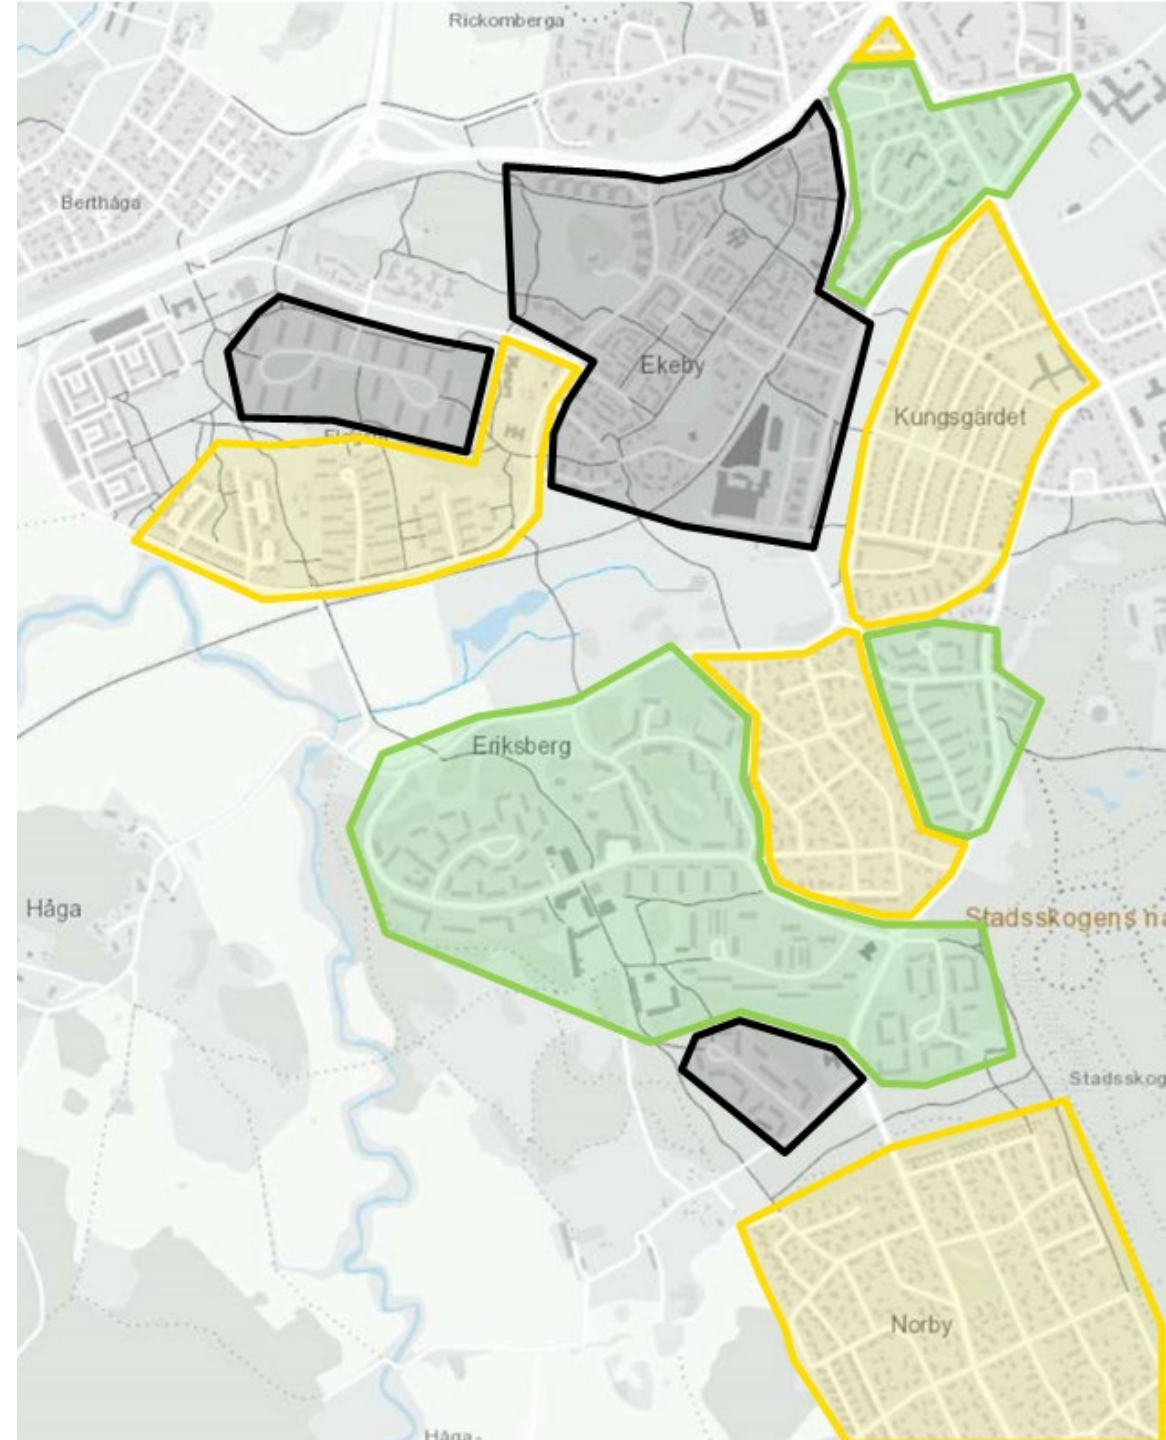 Rickomberga
Berthåga
Ekeby
Kungsgärdet
Eriksberg
Håga
Stadsskogens na
Stadsskog
Norby
Håga -